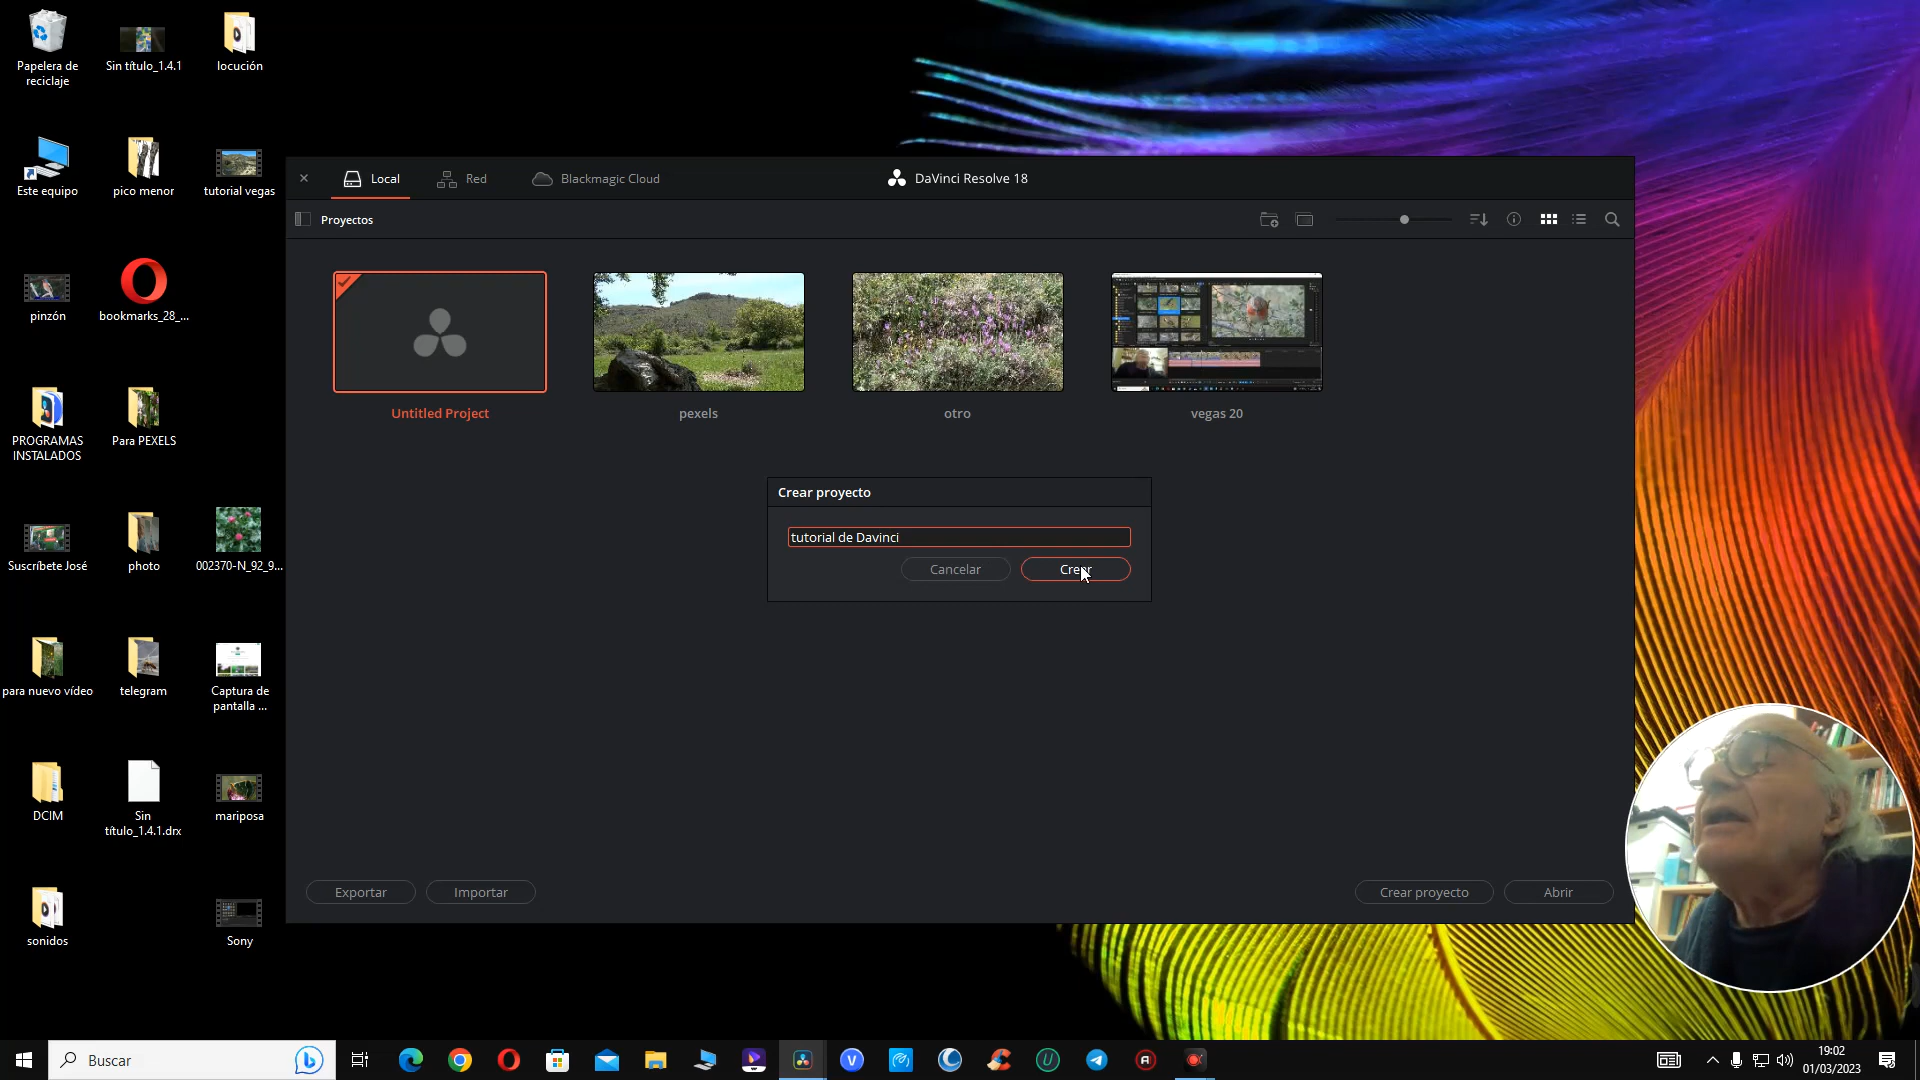 Papelera de
reciclaje
Sin título_1.4.1
locución
Este equipo
pico menor
tutorial vegas
pinzón
bookmarks_28_...
PROGRAMAS
INSTALADOS
Para PEXELS
Suscríbete José
photo
002370-N_92_9...
para nuevo vídeo
telegram
Captura de
pantalla ...
DCIM
Sin
título_1.4.1.drx
mariposa
sonidos
Sony
Local
Red
Blackmagic Cloud
DaVinci Resolve 18
Proyectos
Untitled Project
pexels
otro
vegas 20
Crear proyecto
tutorial de Davinci
Cancelar
Crear
Exportar
Importar
Crear proyecto
Abrir
Buscar
19:02
01/03/2023